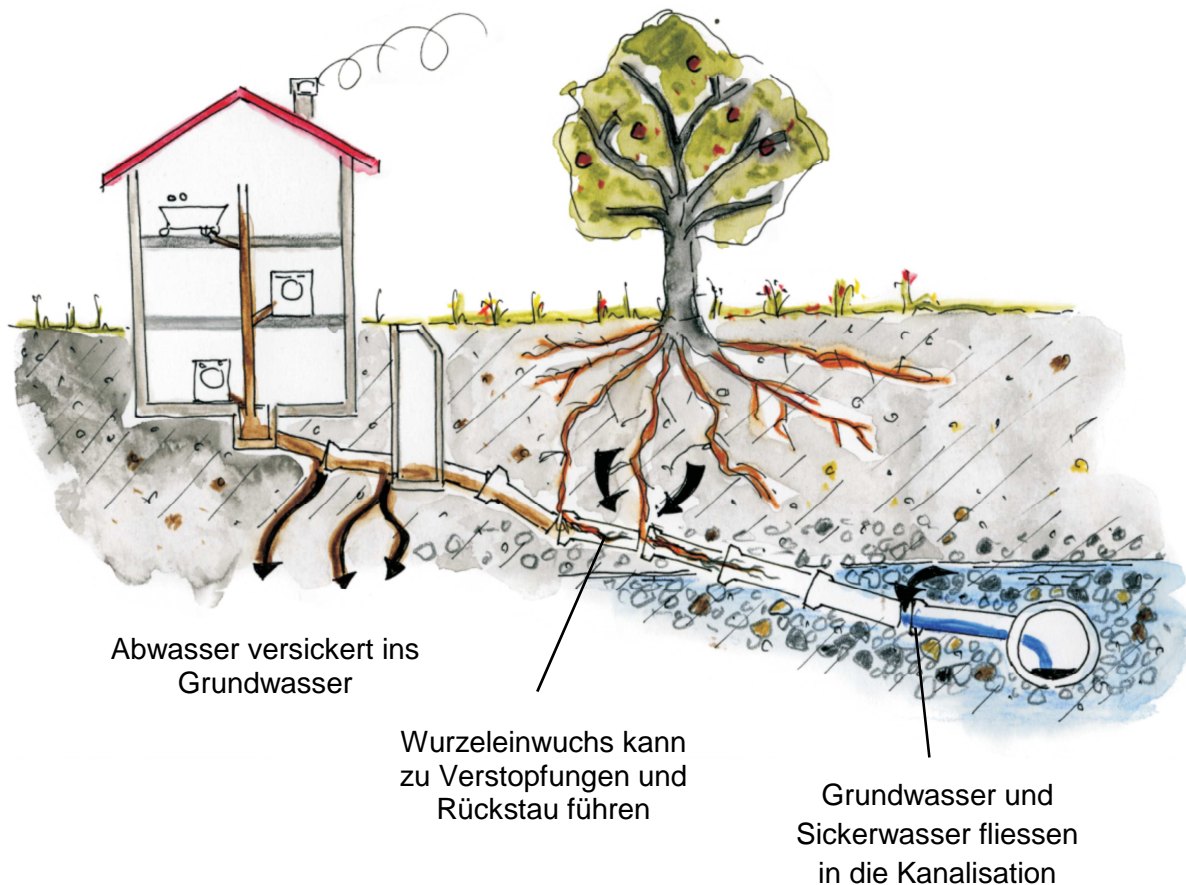 Abwasser versickert ins
Grundwasser
Wurzeleinwuchs kann
zu Verstopfungen und
Rückstau führen
Grundwasser und
Sickerwasser fliessen
in die Kanalisation